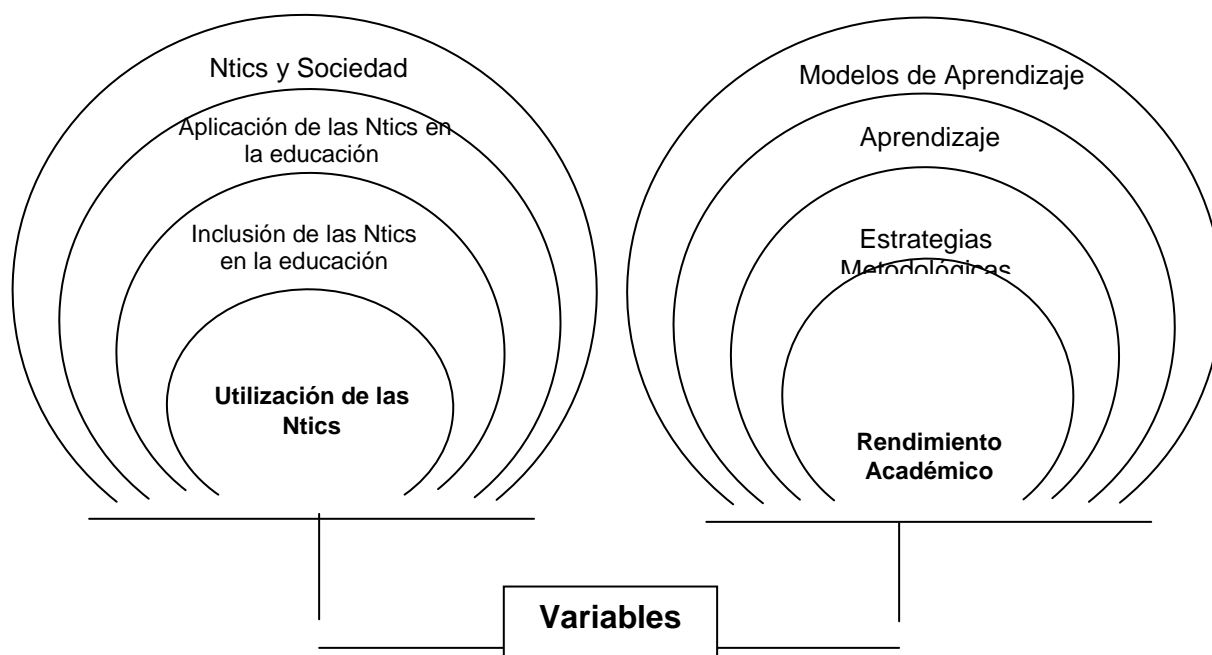 Ntics y Sociedad
Aplicación de las Ntics en
la educación
Inclusión de las Ntics
en la educación
Utilización de las
Ntics
Modelos de Aprendizaje
Aprendizaje
Estrategias
Metodológicas
Rendimiento
Académico
Variables